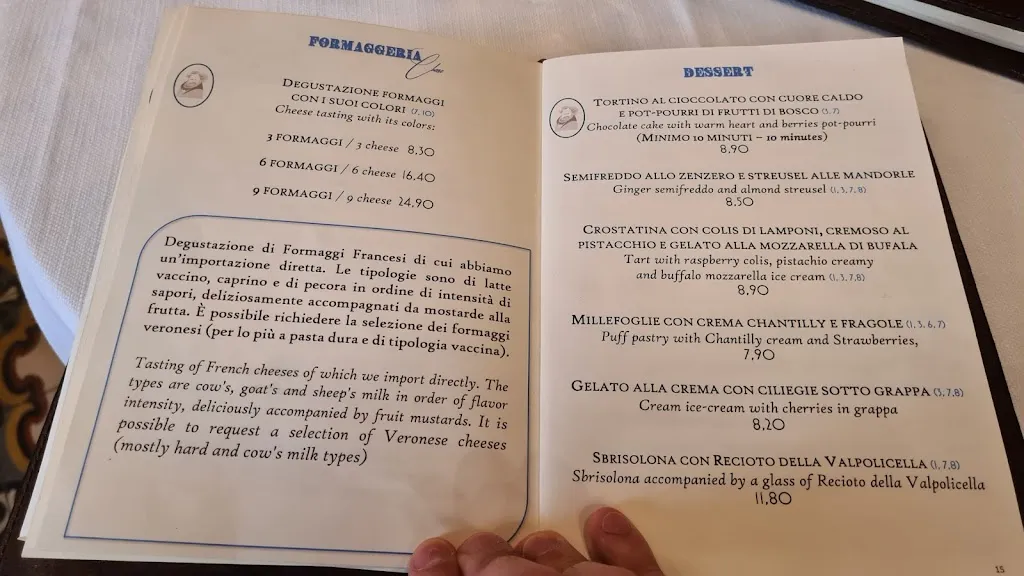 FORMAGGERIA
DEGUSTAZIONE FORMAGGI
CON I SUOI COLORI (7, 10)
Cheese tasting with its colors:
3 FORMAGGI / 3 cheese 8,30
6 FORMAGGI / 6 cheese 16,40
9 FORMAGGI / 9 cheese 24,90
Degustazione di Formaggi Francesi di cui abbiamo
un'importazione diretta. Le tipologie sono di latte
vaccino, caprino e di pecora in ordine di intensità di
sapori, deliziosamente accompagnati da mostarde alla
frutta. È possibile richiedere la selezione dei formaggi
veronesi (per lo più a pasta dura e di tipologia vaccina).
Tasting of French cheeses of which we import directly. The
types are cow's, goat's and sheep's milk in order of flavor
intensity, deliciously accompanied by fruit mustards. It is
possible to request a selection of Veronese cheeses
(mostly hard and cow's milk types)
DESSERT
TORTINO AL CIOCCOLATO CON CUORE CALDO
E POT-POURRI DI FRUTTI DI BOSCO (3, 7)
Chocolate cake with warm heart and berries pot-pourri
(MINIMO 10 MINUTI – 10 minutes)
8,90
SEMIFREDDO ALLO ZENZERO E STREUSEL ALLE MANDORLE
Ginger semifreddo and almond streusel (1, 3, 7, 8)
8,50
CROSTATINA CON COLIS DI LAMPONI, CREMOSO AL
PISTACCHIO E GELATO ALLA MOZZARELLA DI BUFALA
Tart with raspberry colis, pistachio creamy
and buffalo mozzarella ice cream (1, 3, 7, 8)
8,90
MILLEFOGLIE CON CREMA CHANTILLY E FRAGOLE (1, 3, 6, 7)
Puff pastry with Chantilly cream and Strawberries,
7,90
GELATO ALLA CREMA CON CILIEGIE SOTTO GRAPPA (3,7,8)
Cream ice-cream with cherries in grappa
8,20
SBRISOLONA CON RECIOTO DELLA VALPOLICELLA (1, 7,8)
Sbrisolona accompanied by a glass of Recioto della Valpolicella
11,80
15